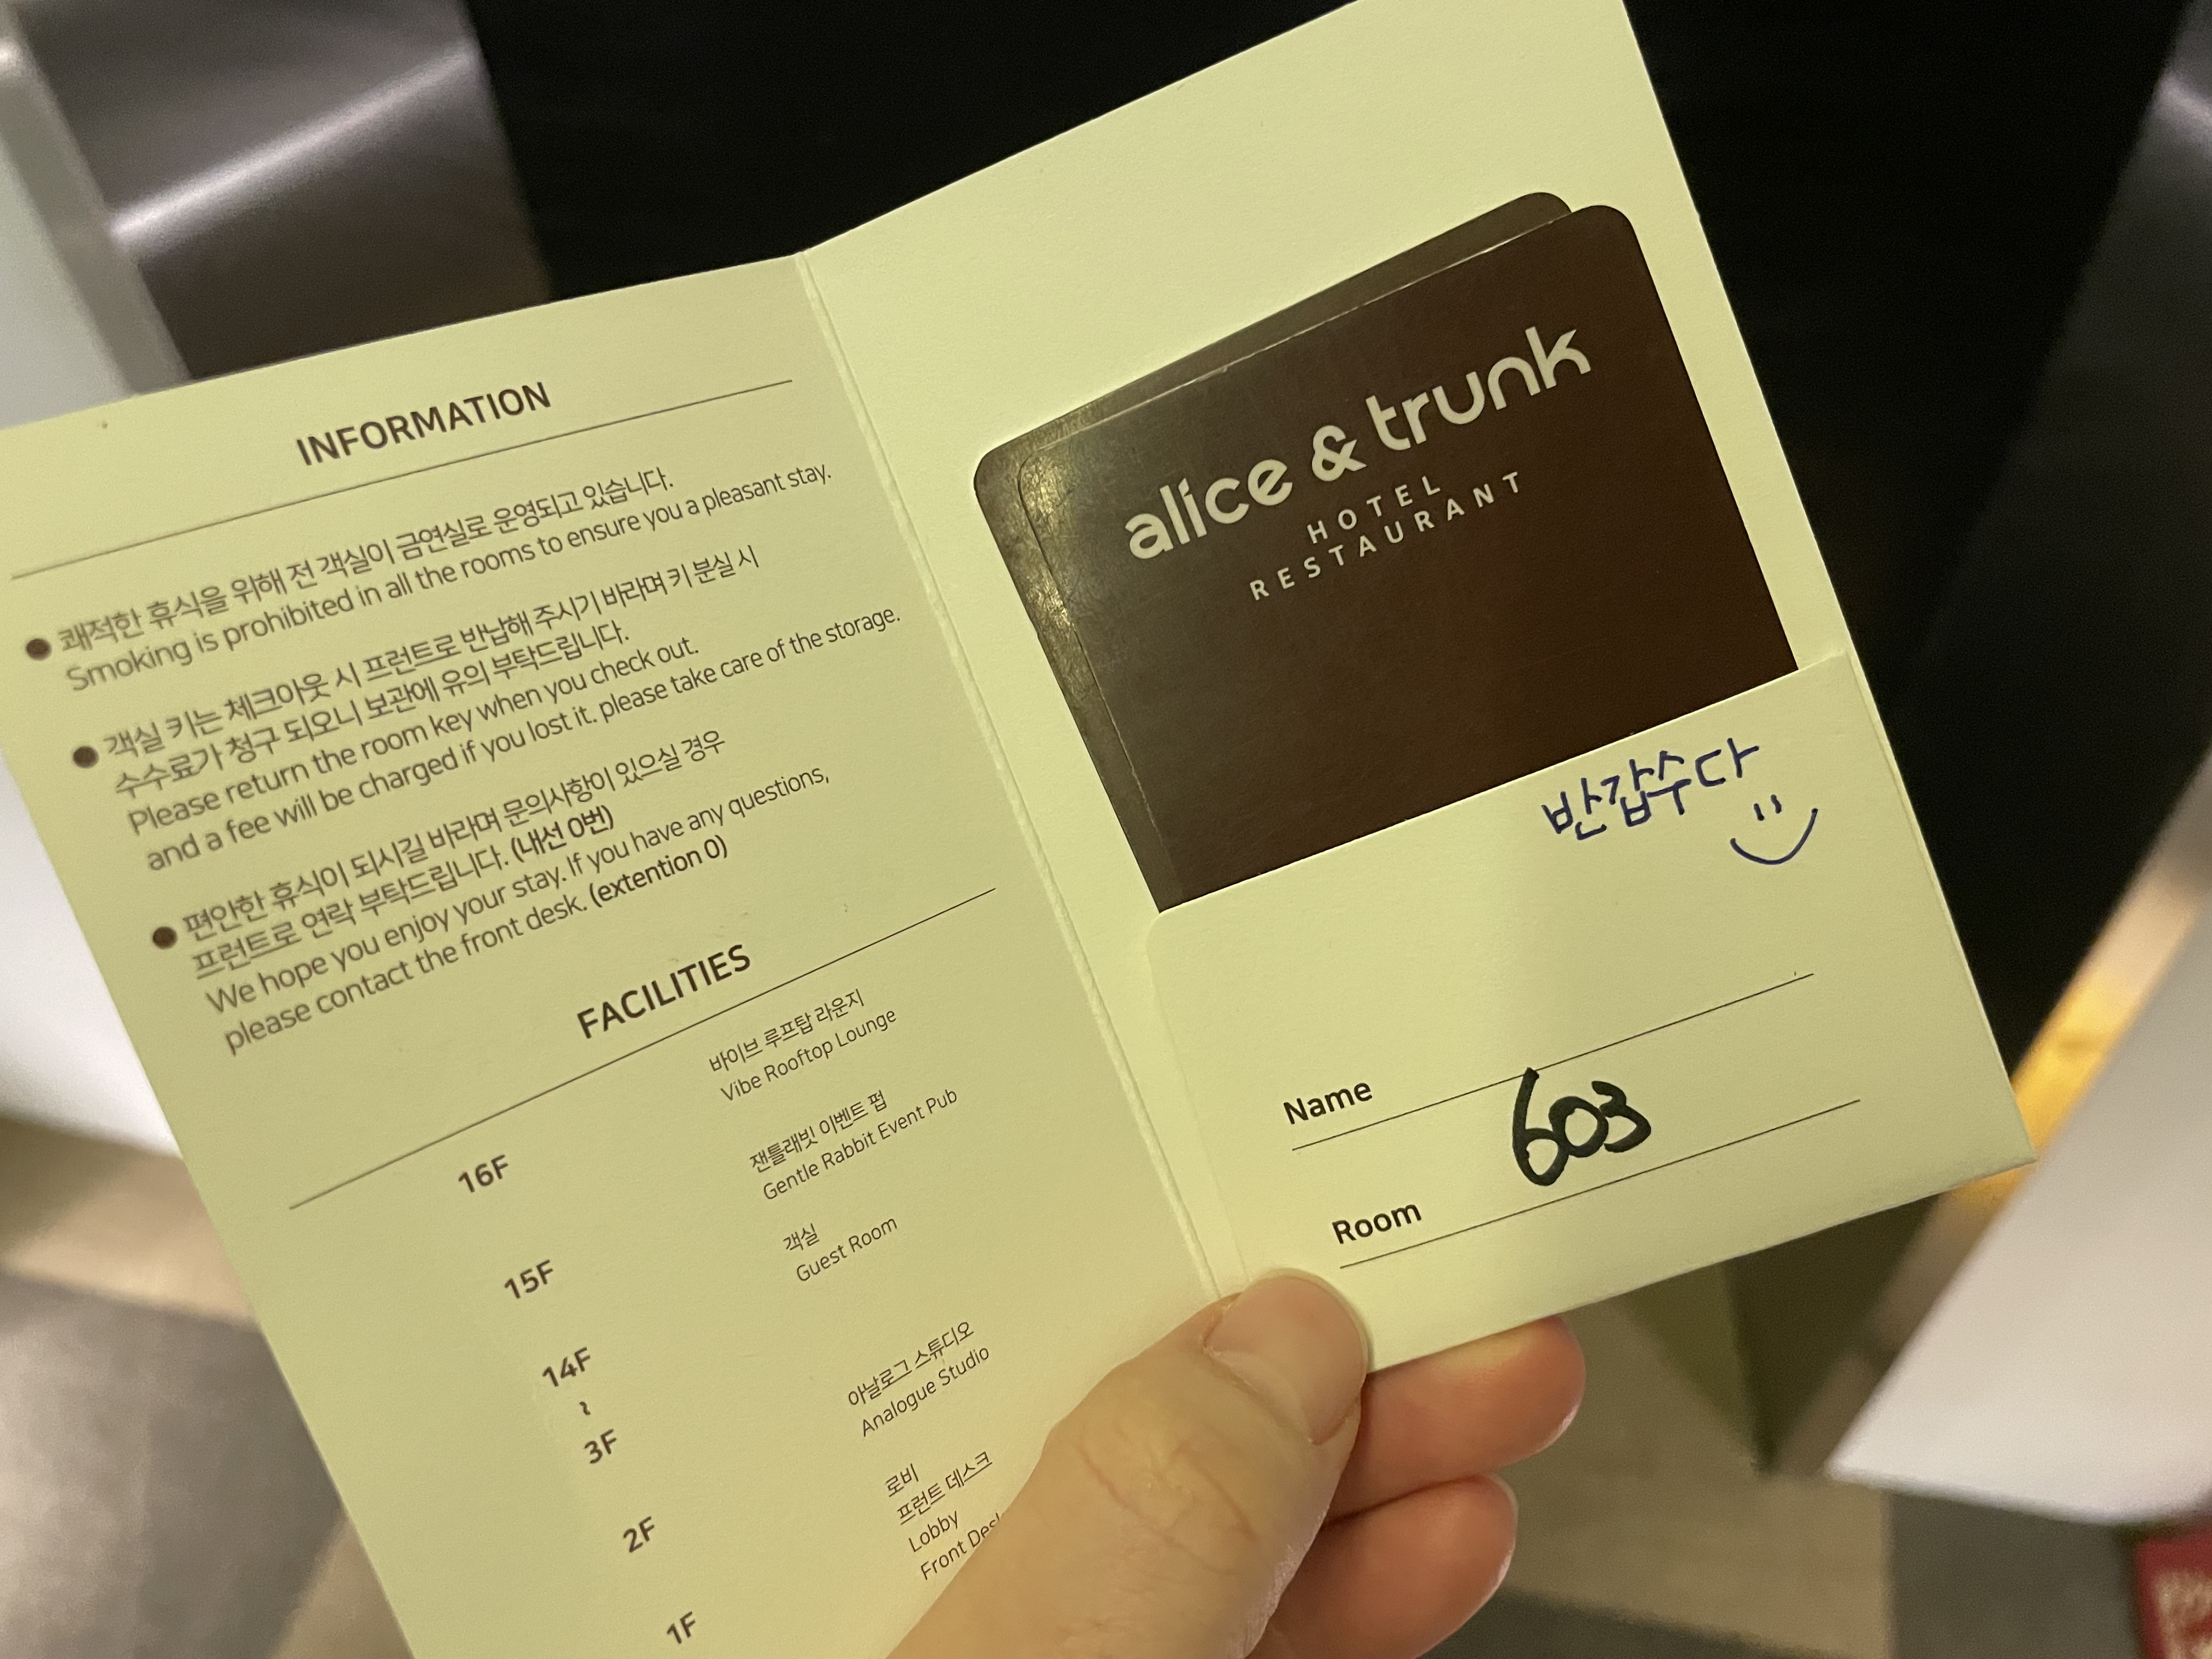 INFORMATION
● 쾌적한 휴식을 위해 전 객실이 금연실로 운영되고 있습니다.
Smoking is prohibited in all the rooms to ensure you a pleasant stay.
● 객실 키는 체크아웃 시 프런트로 반납해 주시기 바라며 키 분실 시
수수료가 청구 되오니 보관에 유의 부탁드립니다.
Please return the room key when you check out.
and a fee will be charged if you lost it. please take care of the storage.
● 편안한 휴식이 되시길 바라며 문의사항이 있으실 경우
프런트로 연락 부탁드립니다. (내선 0번)
We hope you enjoy your stay. If you have any questions,
please contact the front desk. (extention 0)
FACILITIES
16F
바이브 루프탑 라운지
Vibe Rooftop Lounge
15F
잰틀래빗 이벤트 펍
Gentle Rabbit Event Pub
14F
~
3F
객실
Guest Room
2F
아날로그 스튜디오
Analogue Studio
1F
로비
프런트 데스크
Lobby
Front
alice & trunk
HOTEL
RESTAURANT
반갑수다
Name
603
Room